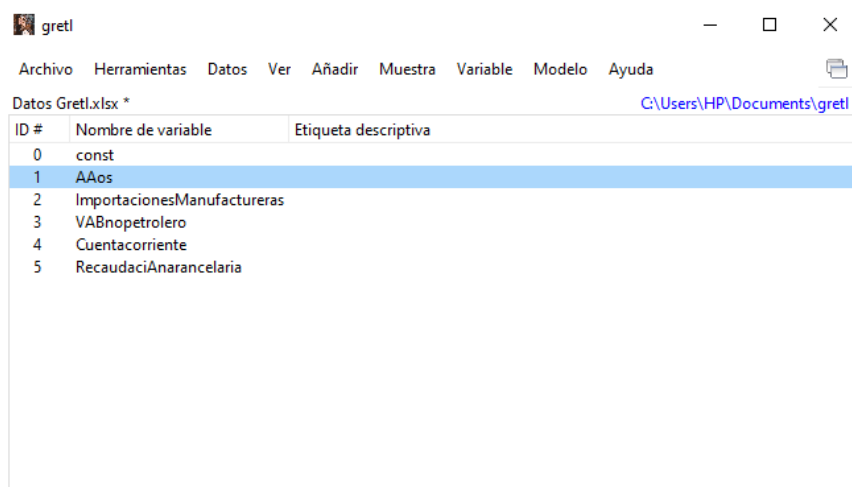 gretl
Archivo Herramientas Datos Ver Añadir Muestra Variable Modelo Ayuda
Datos Gretl.xlsx * C:\Users\HP\Documents\gretl
ID # Nombre de variable Etiqueta descriptiva
0 const
1 AAos
2 ImportacionesManufactureras
3 VABnopetrolero
4 Cuentacorriente
5 RecaudaciAnarancelaria